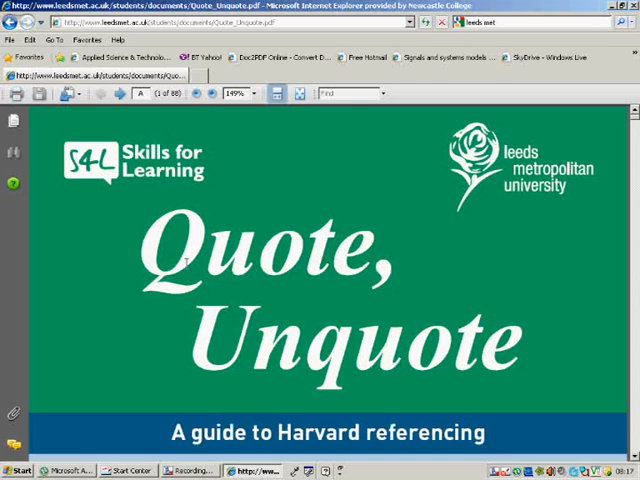 http://www.leedsmet.ac.uk/students/documents/Quote_Unquote.pdf - Microsoft Internet Explorer provided by Newcastle College
http://www.leedsmet.ac.uk/students/documents/Quote_Unquote.pdf
leeds met
File Edit Go To Favorites Help
Favorites Applied Science & Technolo... BT Yahoo! Doc2PDF Online - Convert D... Free Hotmail Signals and systems models ... SkyDrive - Windows Live
http://www.leedsmet.ac.uk/students/documents/Quo...
A (1 of 88) 149% Find
S4L Skills for
Learning
leeds
metropolitan
university
Quote,
Unquote
A guide to Harvard referencing
Start Microsoft A... Start Center Recording... http://ww... 08:17